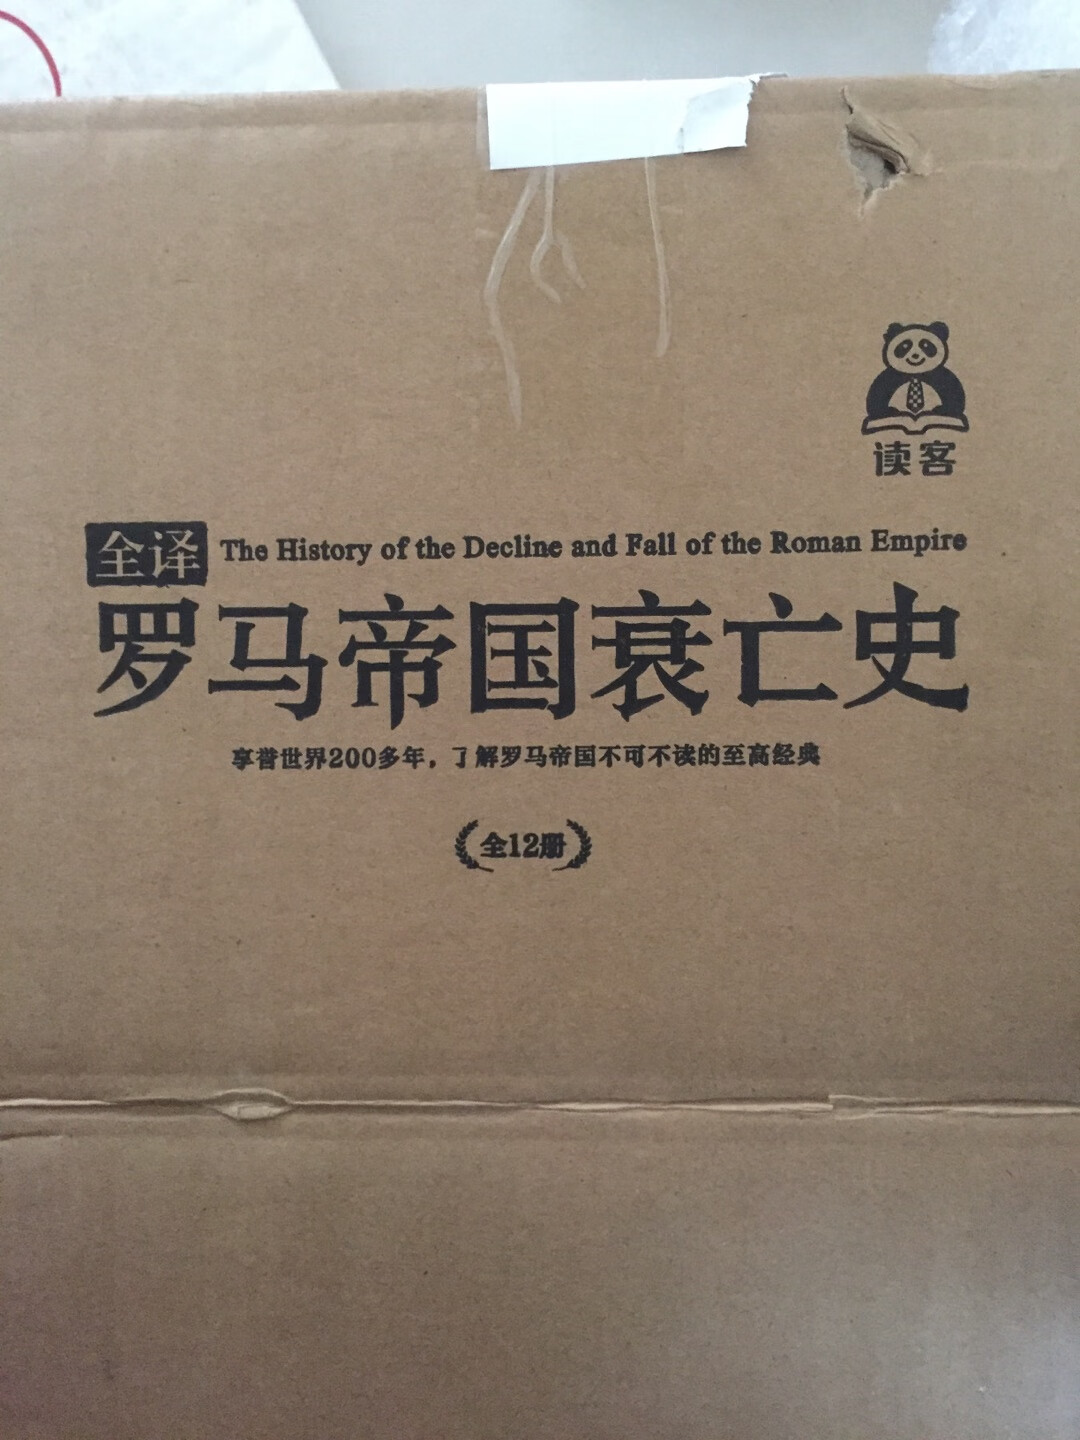 读客
全译 The History of the Decline and Fall of the Roman Empire
罗马帝国衰亡史
享誉世界200多年，了解罗马帝国不可不读的至高经典
全12册